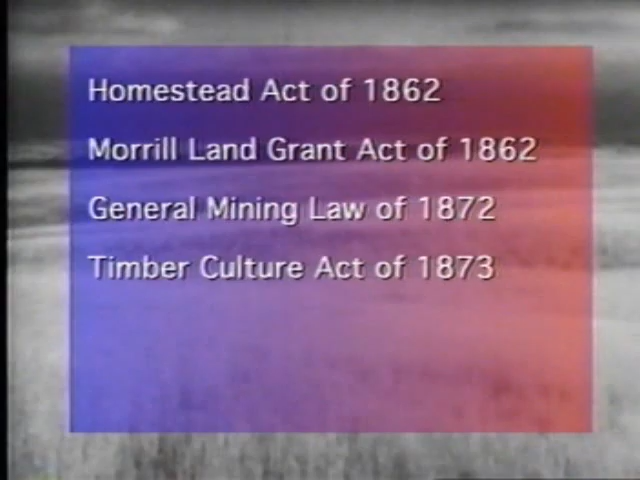 Homestead Act of 1862
Morrill Land Grant Act of 1862
General Mining Law of 1872
Timber Culture Act of 1873